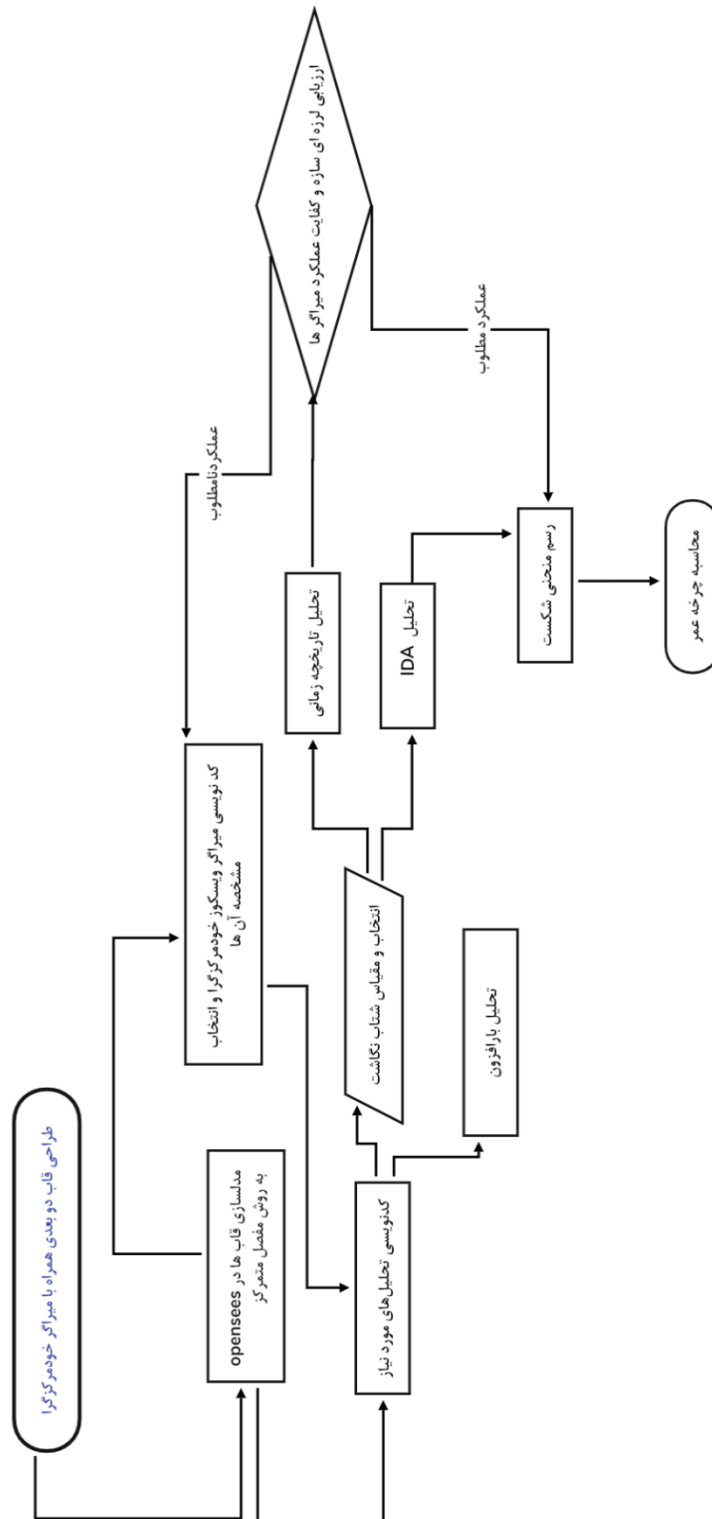 طراحی قاب دو بعدی همراه با میراگر خودمرکزگرا
مدلسازی قاب ها در opensees
به روش مفصل متمرکز
کد نویسی میراگر ویسکوز خودمرکزگرا و انتخاب
مشخصه آن ها
کدنویسی تحلیل‌های مورد نیاز
تحلیل بارافزون
انتخاب و مقیاس شتاب نگاشت
تحلیل تاریخچه زمانی
تحلیل IDA
ارزیابی لرزه ای سازه و کفایت عملکرد میراگر ها
عملکردنامطلوب
عملکرد مطلوب
رسم منحنی شکست
محاسبه چرخه عمر